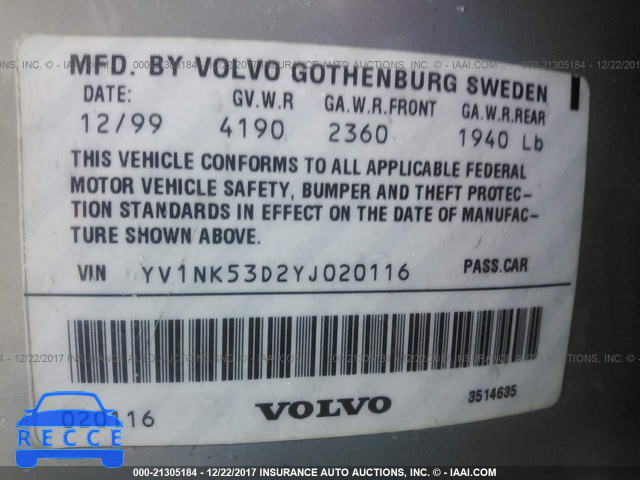 MFD. BY VOLVO GOTHENBURG SWEDEN
DATE: GV.W.R GA.W.R.FRONT GA.W.R.REAR
12/99 4190 2360 1940 Lb
THIS VEHICLE CONFORMS TO ALL APPLICABLE FEDERAL
MOTOR VEHICLE SAFETY, BUMPER AND THEFT PROTEC-
TION STANDARDS IN EFFECT ON THE DATE OF MANUFAC-
TURE SHOWN ABOVE.
VIN YV1NK53D2YJ020116 PASS.CAR
020116 VOLVO 3514635
RECCE
000-21305184 - 12/22/2017 INSURANCE AUTO AUCTIONS, INC. - © IAAI.COM